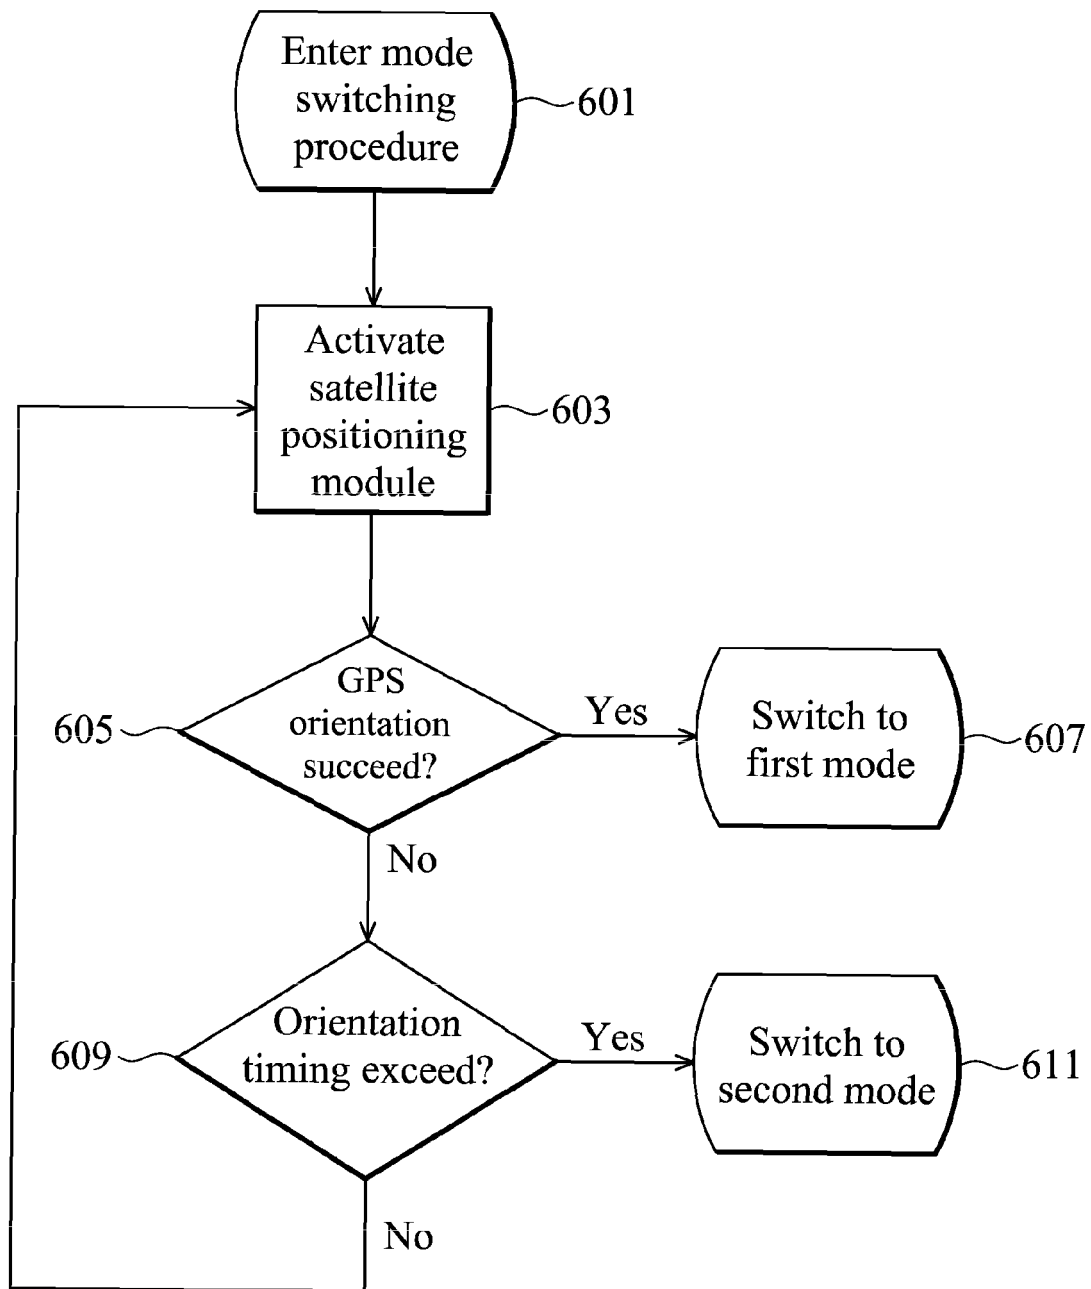 Enter mode
switching
procedure
601
Activate
satellite
positioning
module
603
GPS
orientation
succeed?
605
Yes
Switch to
first mode
607
No
Orientation
timing exceed?
609
Yes
Switch to
second mode
611
No